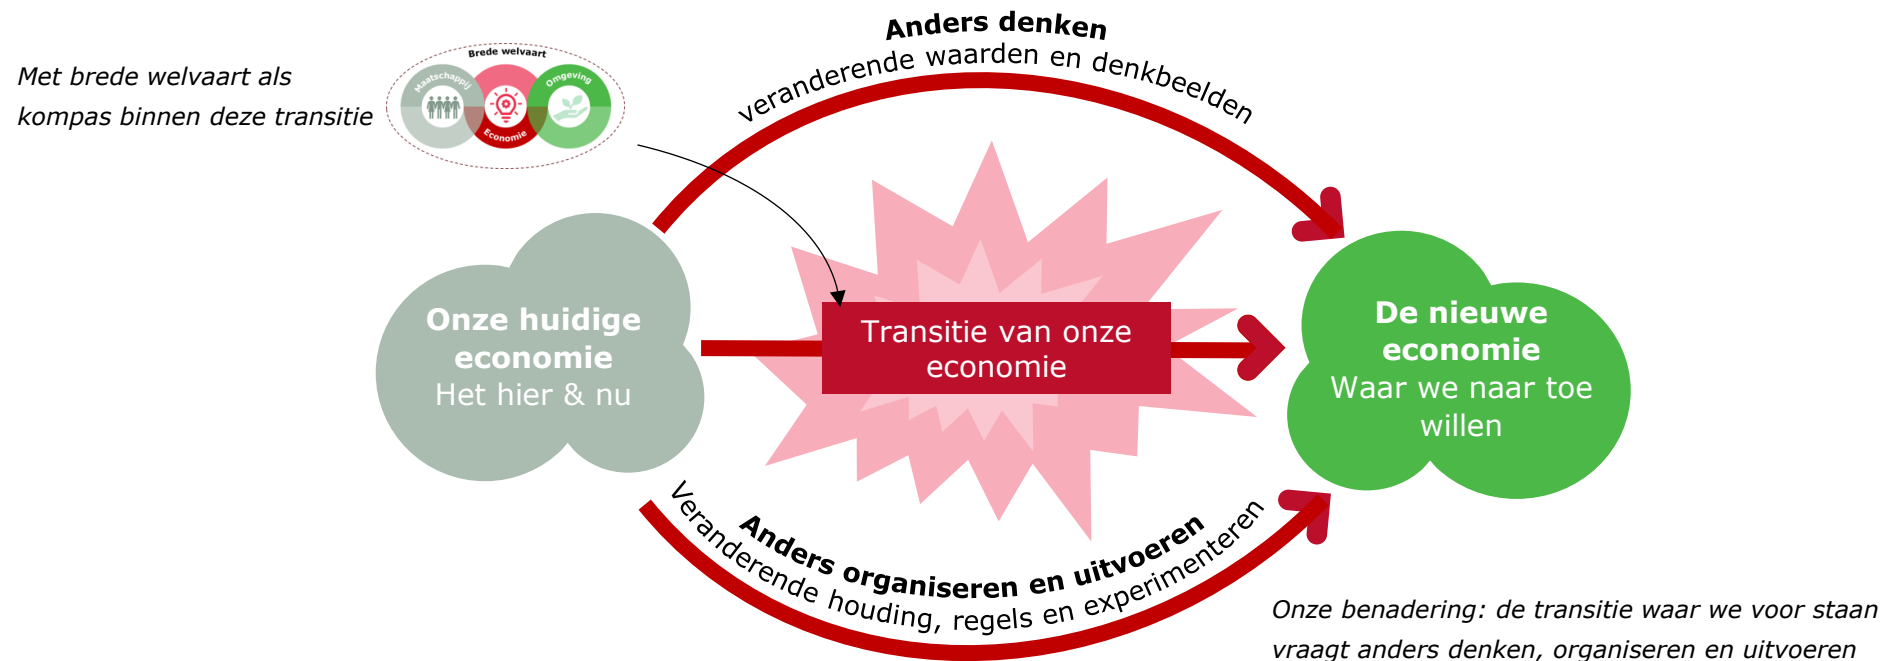 Met brede welvaart als
kompas binnen deze transitie
Brede welvaart
Maatschappij
Economie
Omgeving
Anders denken
veranderende waarden en denkbeelden
Onze huidige
economie
Het hier & nu
Transitie van onze
economie
De nieuwe
economie
Waar we naar toe
willen
Anders organiseren en uitvoeren
Veranderende houding, regels en experimenteren
Onze benadering: de transitie waar we voor staan
vraagt anders denken, organiseren en uitvoeren